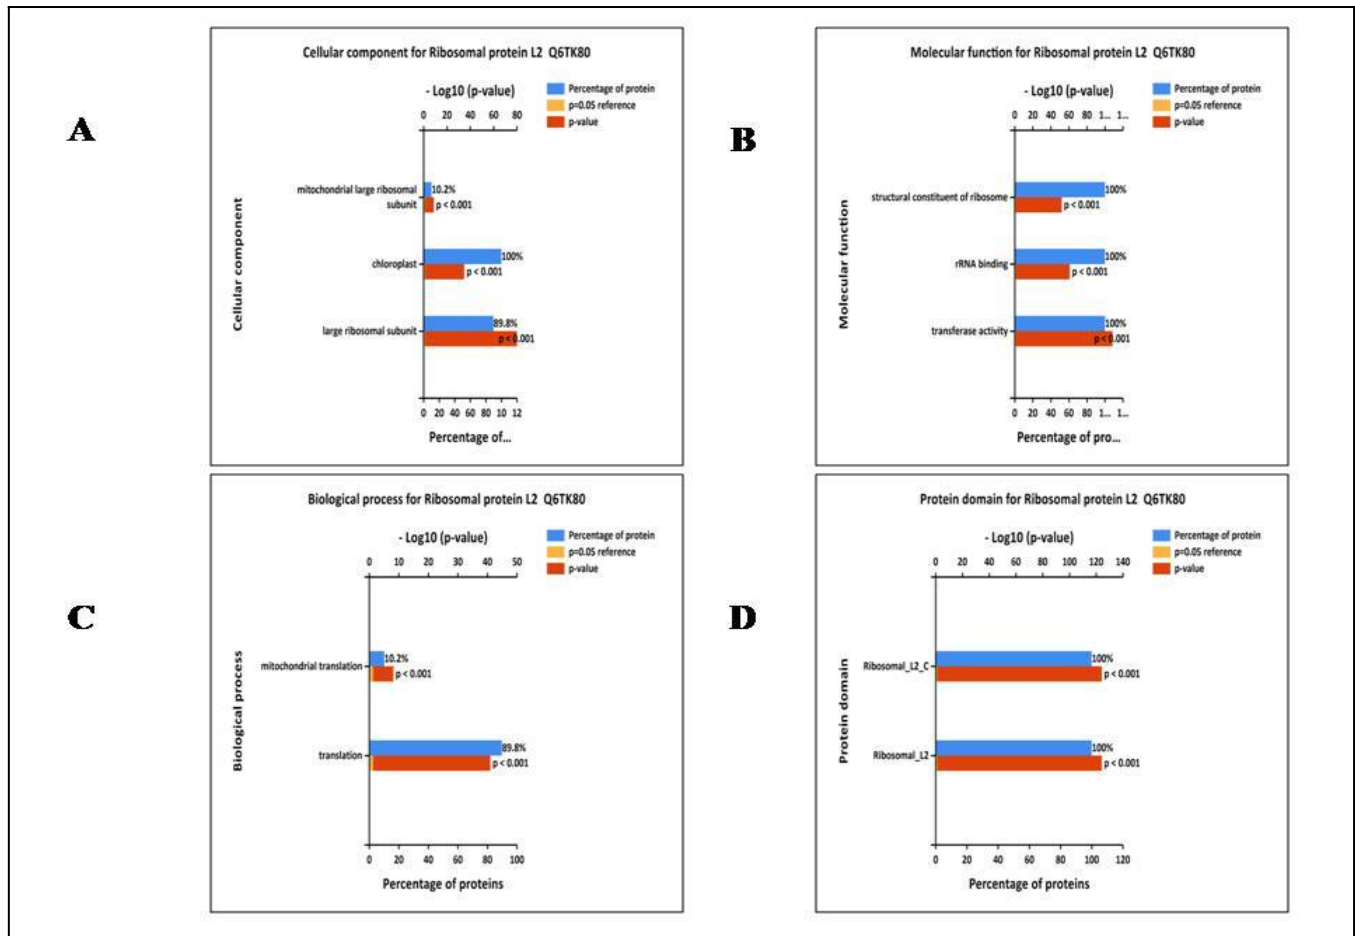 A
Cellular component for Ribosomal protein L2 Q6TK80
- Log10 (p-value)
0 20 40 60 80
Percentage of protein
p=0.05 reference
p-value
Cellular component
mitochondrial large ribosomal
subunit
10.2%
p < 0.001
chloroplast
100%
p < 0.001
large ribosomal subunit
89.8%
p < 0.001
0 20 40 60 80 10 12
Percentage of...
B
Molecular function for Ribosomal protein L2 Q6TK80
- Log10 (p-value)
0 20 40 60 80 1... 1...
Percentage of protein
p=0.05 reference
p-value
Molecular function
structural constituent of ribosome
100%
p < 0.001
rRNA binding
100%
p < 0.001
transferase activity
100%
p < 0.001
0 20 40 60 80 1... 1...
Percentage of pro...
C
Biological process for Ribosomal protein L2 Q6TK80
- Log10 (p-value)
0 10 20 30 40 50
Percentage of protein
p=0.05 reference
p-value
Biological process
mitochondrial translation
10.2%
p < 0.001
translation
89.8%
p < 0.001
0 20 40 60 80 100
Percentage of proteins
D
Protein domain for Ribosomal protein L2 Q6TK80
- Log10 (p-value)
0 20 40 60 80 100 120 140
Percentage of protein
p=0.05 reference
p-value
Protein domain
Ribosomal_L2_C
100%
p < 0.001
Ribosomal_L2
100%
p < 0.001
0 20 40 60 80 100 120
Percentage of proteins